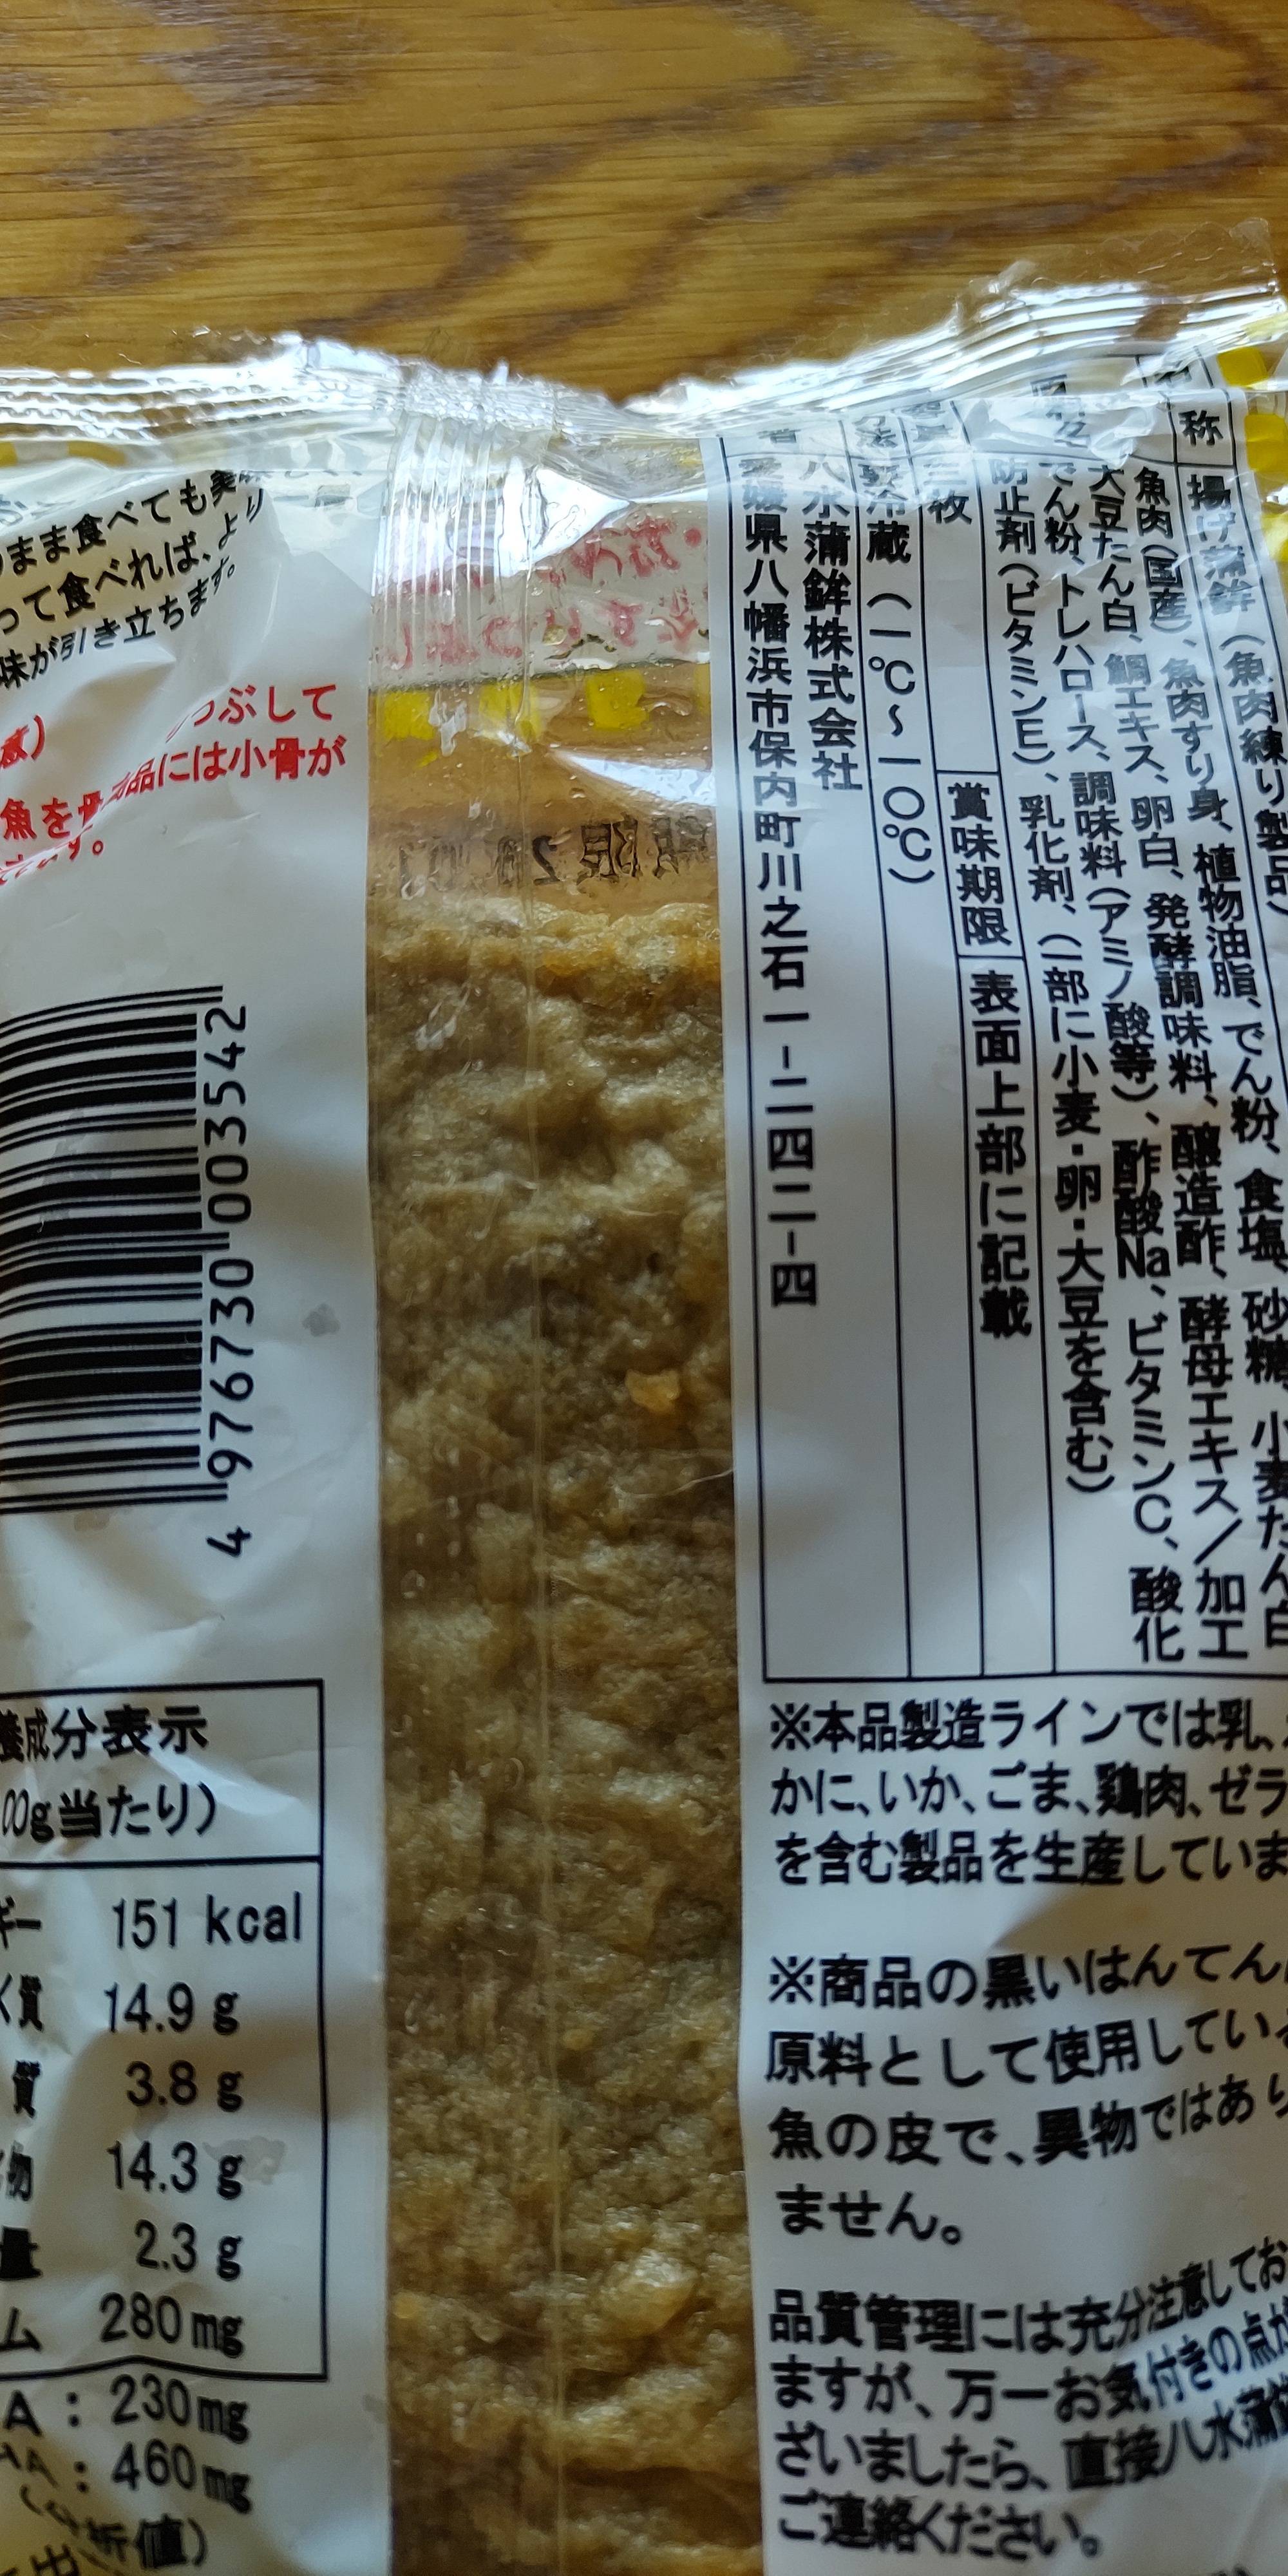 まま食べても美
って食べれば、より
味が引き立ちます。
つぶして
品には小骨が
魚を骨
4 976730 003542
養成分表示
00g当たり)
ギー 151 kcal
く質 14.9 g
質 3.8 g
物 14.3 g
量 2.3 g
ム 280mg
A：230mg
HA：460mg
(分析値)
称 揚げ蒲鉾(魚肉練り製品)
魚肉(国産)、魚肉すり身、植物油脂、でん粉、食塩、砂糖、小麦たん白
大豆たん白、鯛エキス、卵白、発酵調味料、醸造酢、酵母エキス/加工
でん粉、トレハロース、調味料(アミノ酸等)、酢酸Na、ビタミンC、酸化
防止剤(ビタミンE)、乳化剤、(一部に小麦・卵・大豆を含む)
三枚 賞味期限 表面上部に記載
要冷蔵(一℃～一〇℃)
八水蒲鉾株式会社
愛媛県八幡浜市保内町川之石一-二四二-四
※本品製造ラインでは乳、
かに、いか、ごま、鶏肉、ゼラ
を含む製品を生産していま
※商品の黒いはんてん
原料として使用してい
魚の皮で、異物ではあり
ません。
品質管理には充分注意してお
ますが、万一お気付きの点が
ざいましたら、直接八水蒲鉾
ご連絡ください。